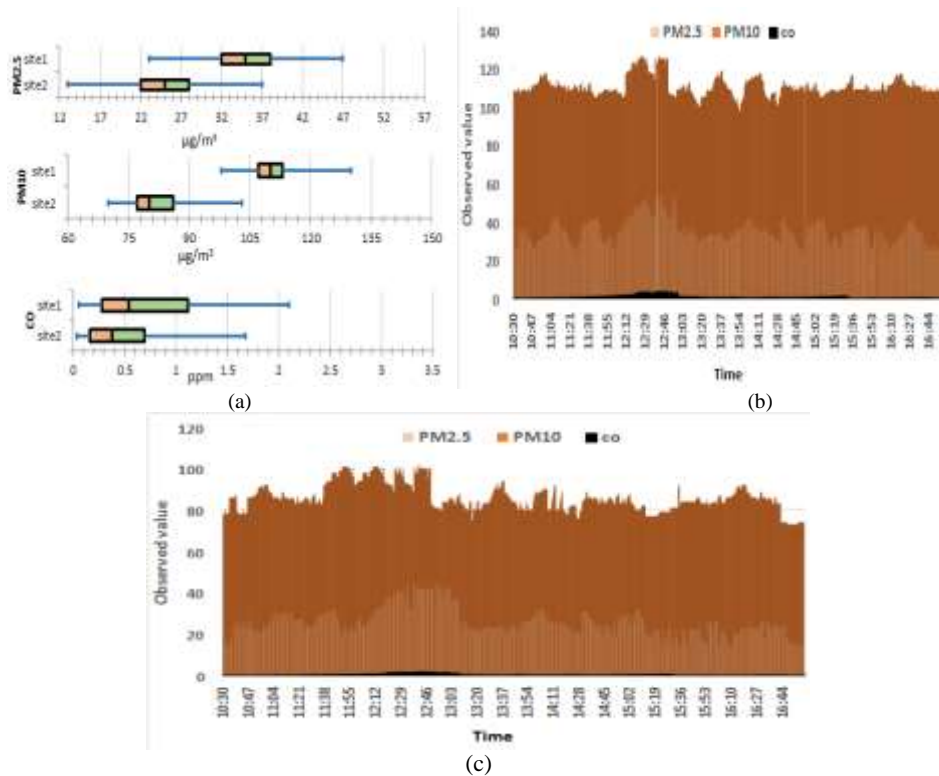 PM2.5
site1
site2
12 17 22 27 32 37 42 47 52 57
µg/m³
PM10
site1
site2
60 75 90 105 120 135 150
µg/m³
CO
site1
site2
0 0.5 1 1.5 2 2.5 3 3.5
ppm
(a)
PM2.5 PM10 co
Observed value
140
120
100
80
60
40
20
0
10:30 10:47 11:04 11:21 11:38 11:55 12:12 12:29 12:46 13:03 13:20 13:37 13:54 14:11 14:28 14:45 15:02 15:19 15:36 15:53 16:10 16:27 16:44
Time
(b)
PM2.5 PM10 co
Observed value
120
100
80
60
40
20
0
10:30 10:47 11:04 11:21 11:38 11:55 12:12 12:29 12:46 13:03 13:20 13:37 13:54 14:11 14:28 14:45 15:02 15:19 15:36 15:53 16:10 16:27 16:44
Time
(c)